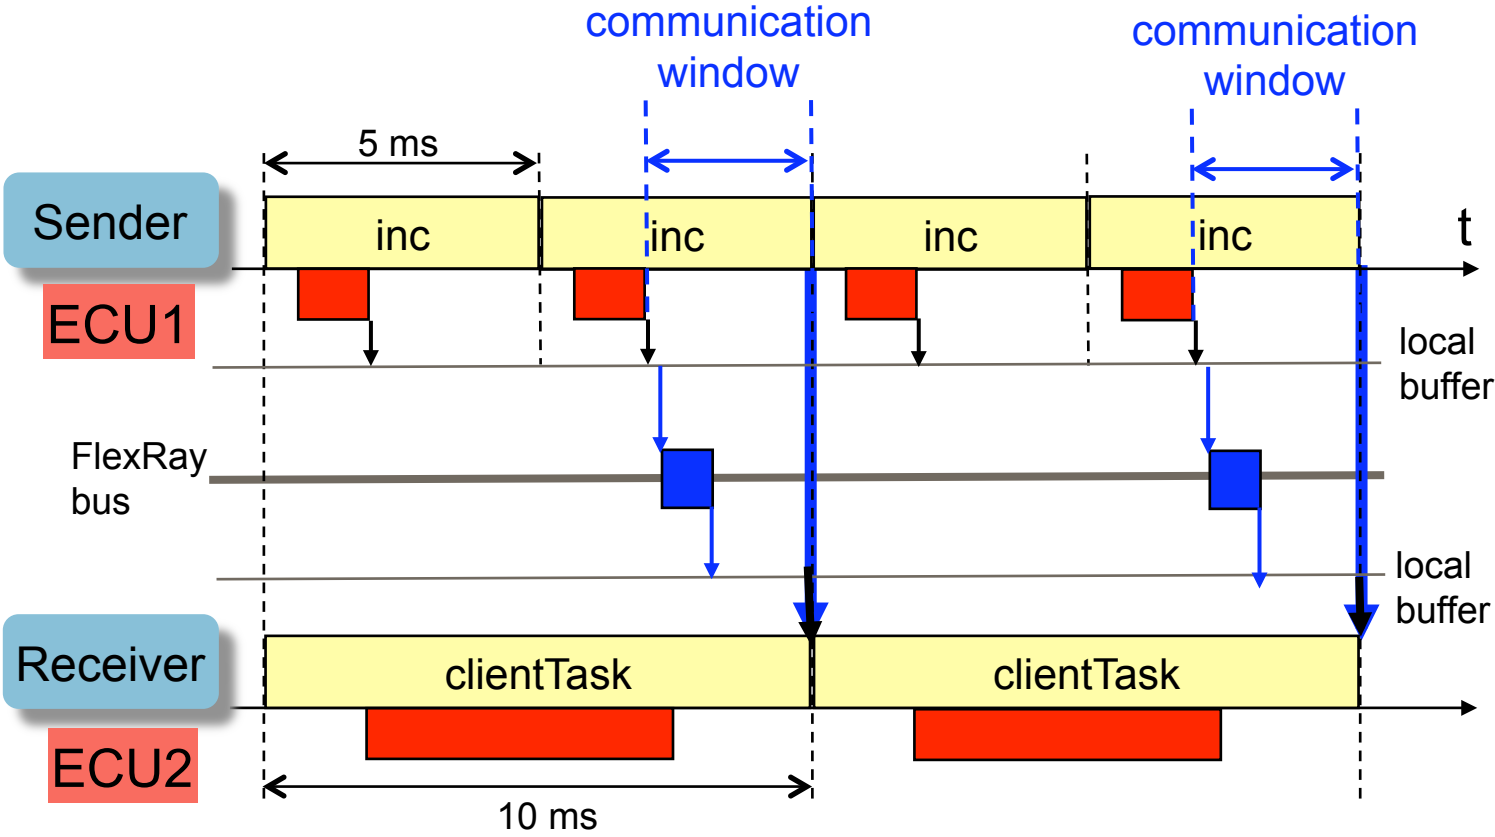 communication
window
communication
window
5 ms
Sender
inc
inc
inc
inc
t
ECU1
local
buffer
FlexRay
bus
local
buffer
Receiver
clientTask
clientTask
ECU2
10 ms